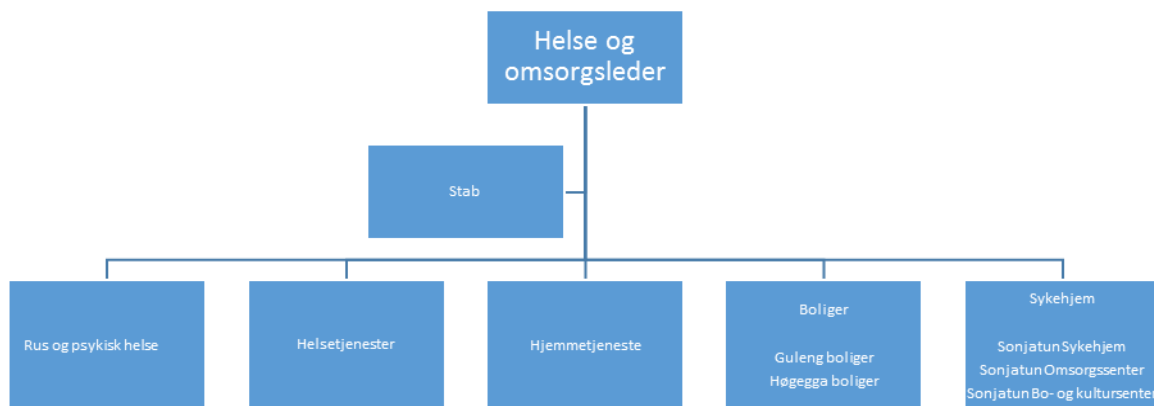 Helse og
omsorgsleder
Stab
Rus og psykisk helse
Helsetjenester
Hjemmetjeneste
Boliger
Guleng boliger
Høgegga boliger
Sykehjem
Sonjatun Sykehjem
Sonjatun Omsorgssenter
Sonjatun Bo- og kultursenter